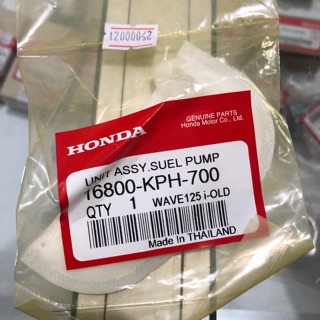 25000021
GENUINE PARTS
Honda Motor Co., Ltd.
HONDA
UNIT ASSY.SUEL PUMP
16800-KPH-700
QTY 1 WAVE125 i-OLD
Made In THAILAND